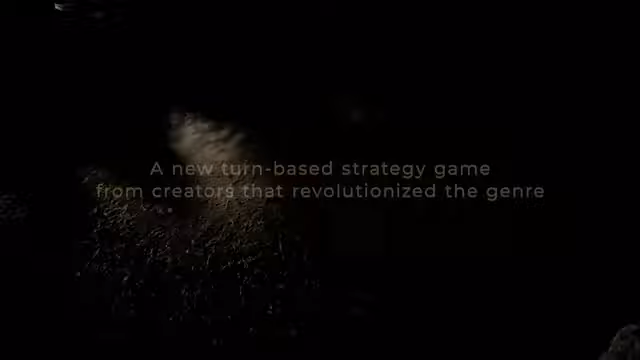 A new turn-based strategy game
from creators that revolutionized the genre